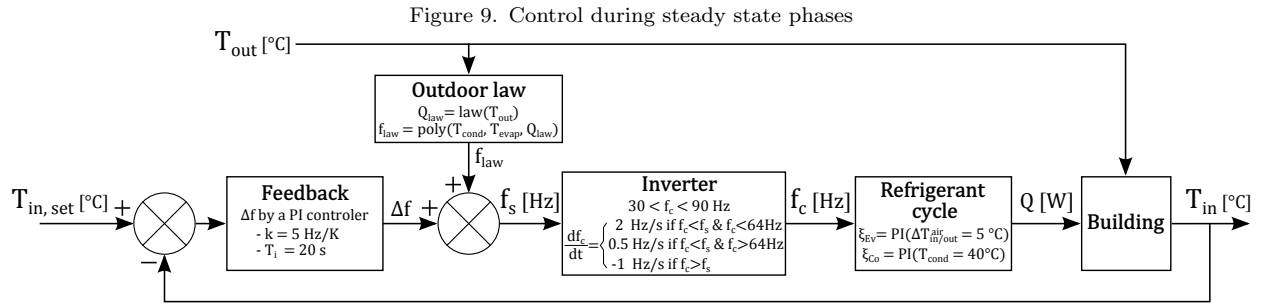 Figure 9. Control during steady state phases
T_out [°C]
Outdoor law
Q_law = law(T_out)
f_law = poly(T_cond, T_evap, Q_law)
f_law
T_in, set [°C]
+
−
Feedback
Δf by a PI controler
- k = 5 Hz/K
- T_i = 20 s
Δf
+
+
f_s [Hz]
Inverter
30 < f_c < 90 Hz
df_c/dt = {
2 Hz/s if f_c<f_s & f_c<64Hz
0.5 Hz/s if f_c<f_s & f_c>64Hz
-1 Hz/s if f_c>f_s
f_c [Hz]
Refrigerant
cycle
ξ_Ev = PI(ΔT^air_in/out = 5 °C)
ξ_Co = PI(T_cond = 40°C)
Q [W]
Building
T_in [°C]